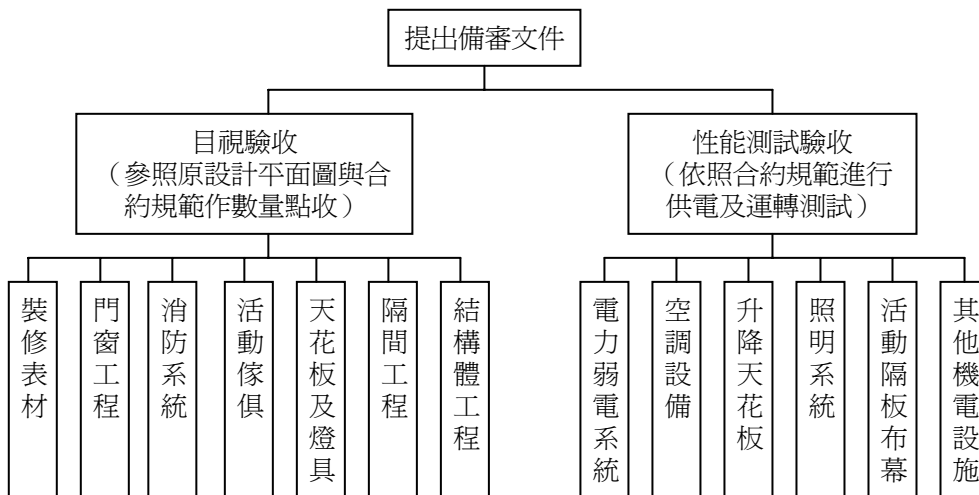 提出備審文件
目視驗收
（參照原設計平面圖與合
約規範作數量點收）
性能測試驗收
（依照合約規範進行
供電及運轉測試）
裝修表材
門窗工程
消防系統
活動傢俱
天花板及燈具
隔間工程
結構體工程
電力弱電系統
空調設備
升降天花板
照明系統
活動隔板布幕
其他機電設施